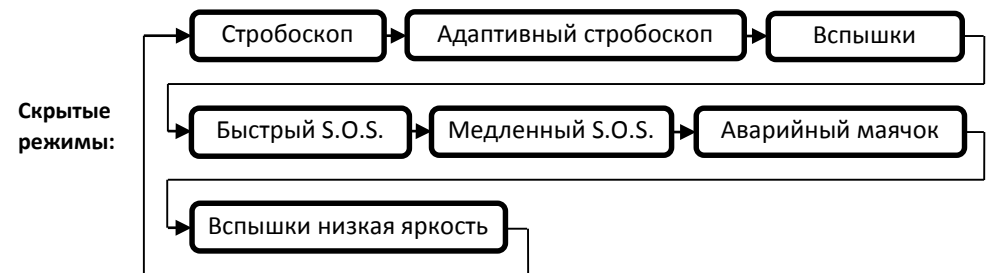 Стробоскоп
Адаптивный стробоскоп
Вспышки
Скрытые
режимы:
Быстрый S.O.S.
Медленный S.O.S.
Аварийный маячок
Вспышки низкая яркость